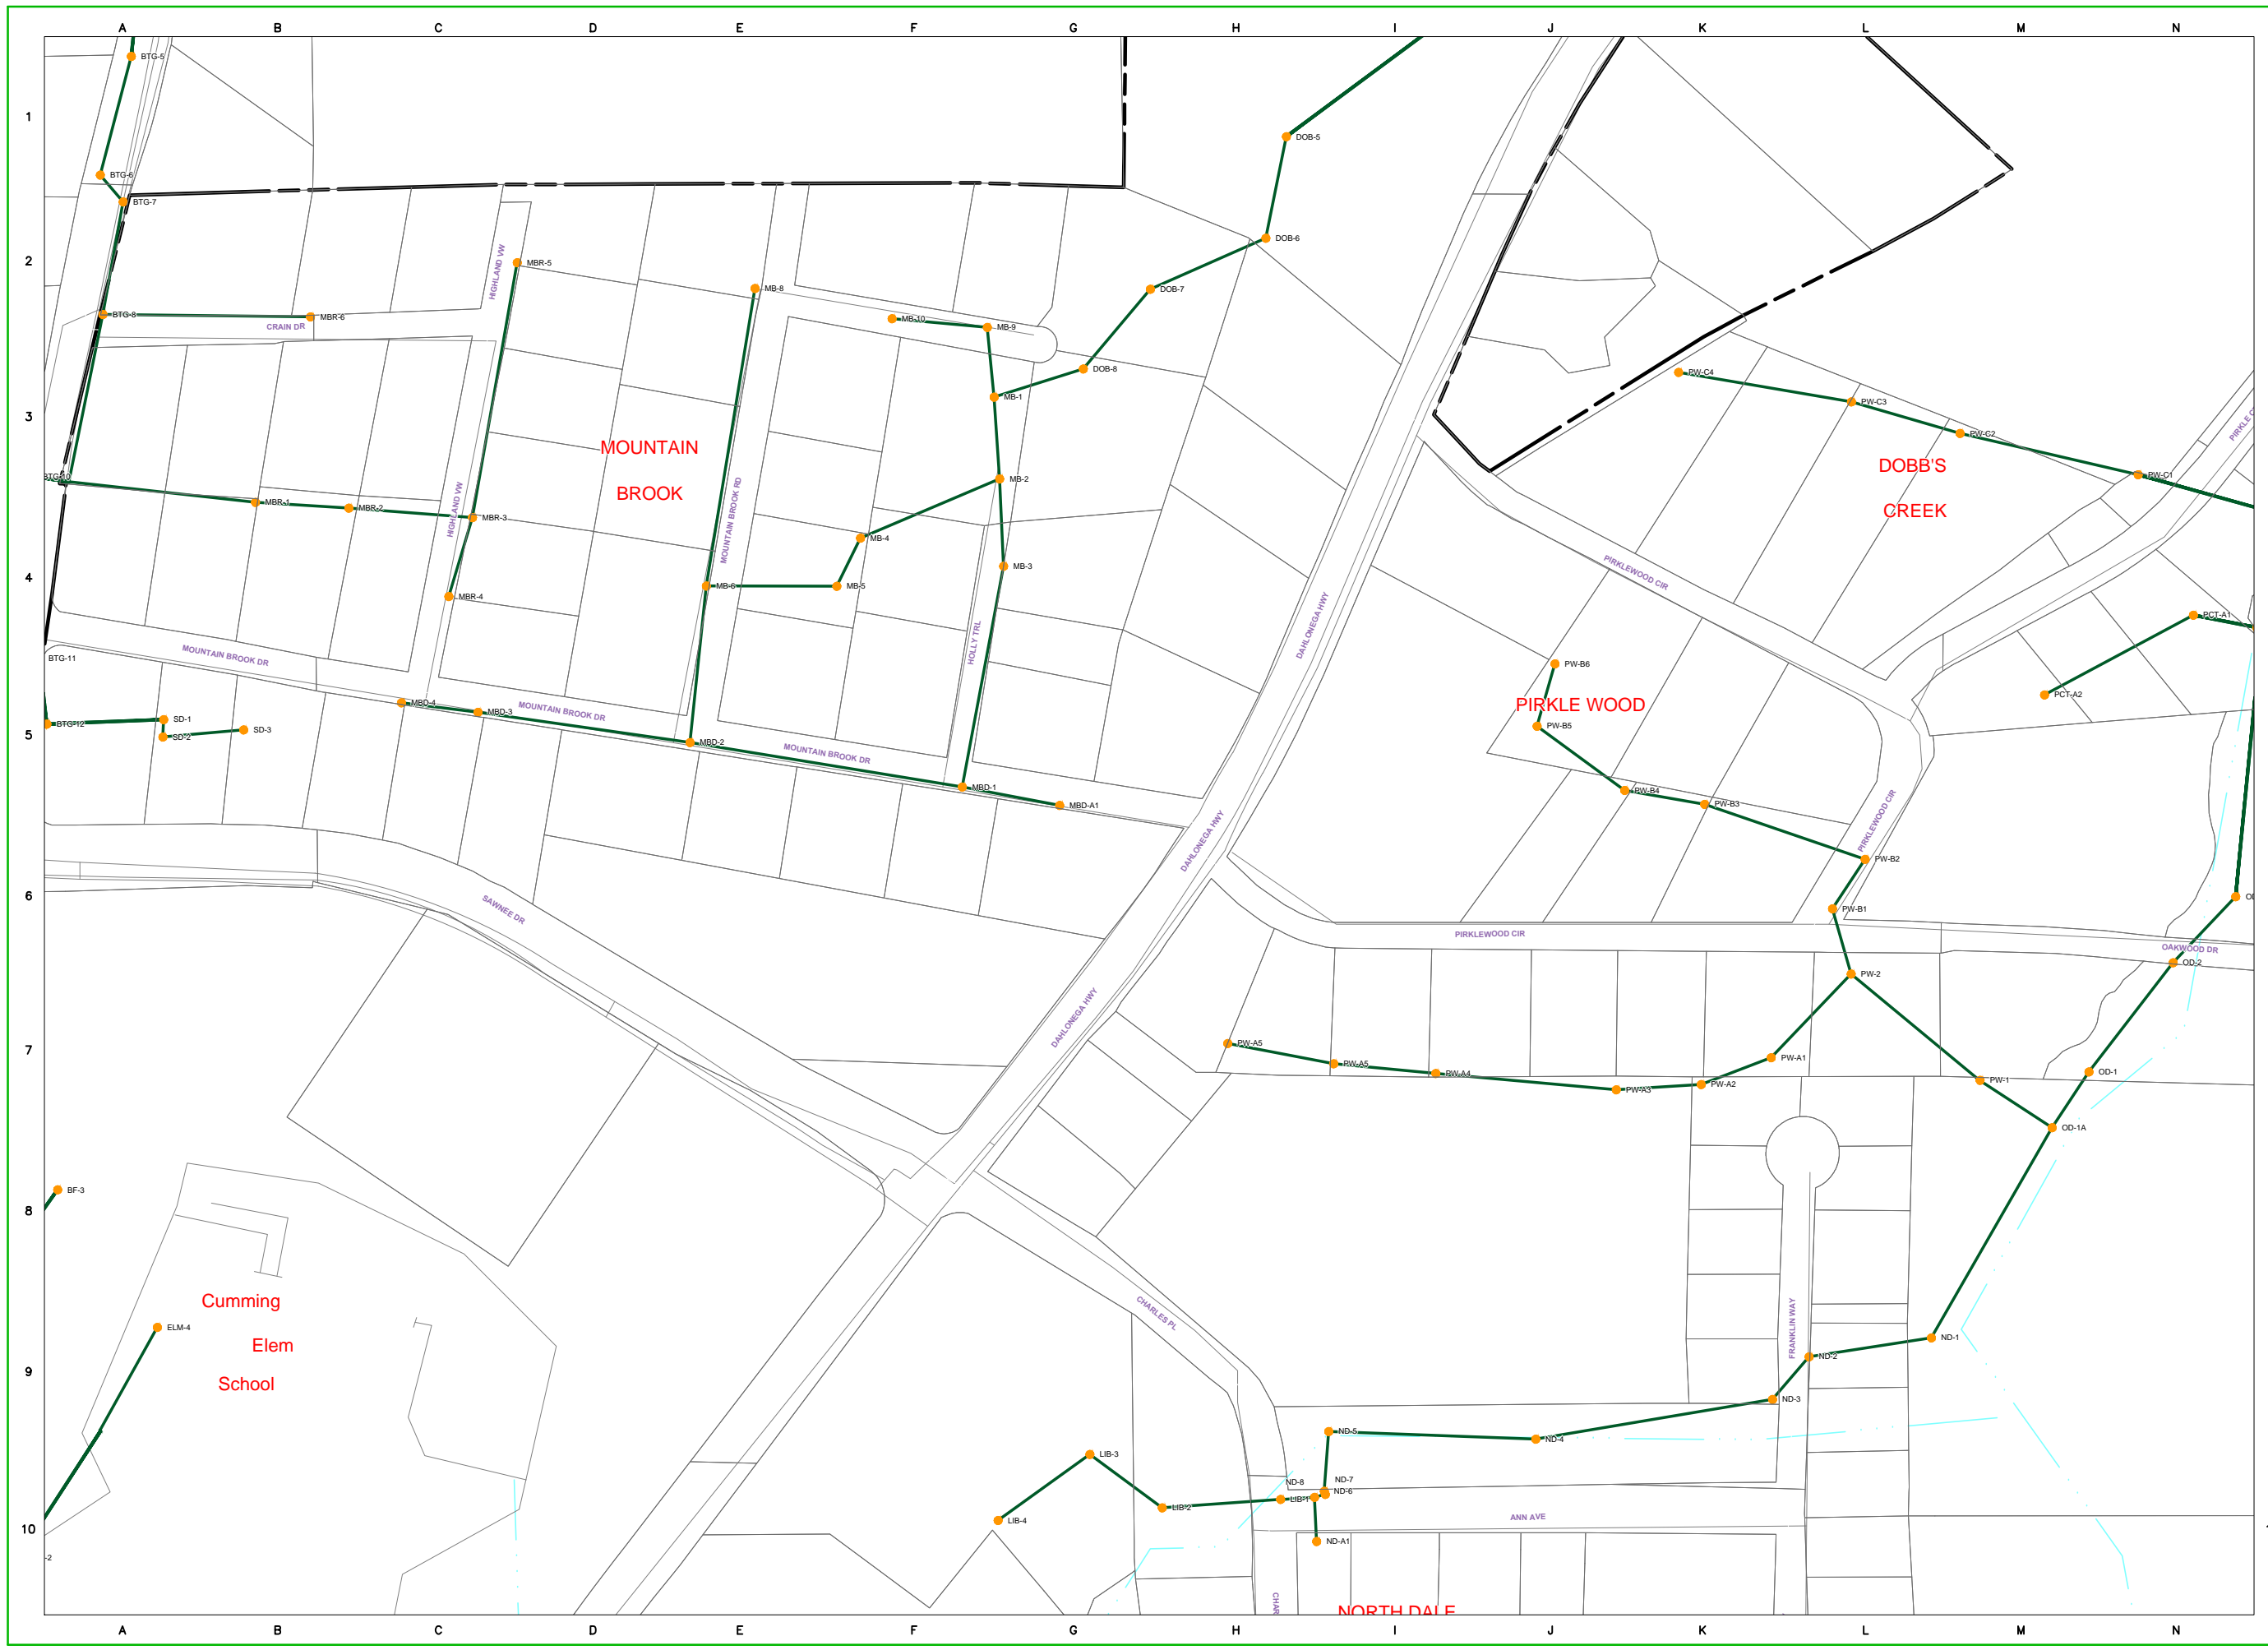 A B C D E F G H I J K L M N
BTG-5
1
DOB-5
BTG-6
BTG-7
DOB-6
HIGHLAND VW
2
MBR-5
MB-8
DOB-7
BTG-8
MBR-6
CRAIN DR
MB-10
MB-9
DOB-8
PW-C4
MB-1
PW-C3
3
PIRKLE C
PW-C2
MOUNTAIN
BROOK
DOBB'S
CREEK
BTG-10
PW-C1
MB-2
MBR-1
MBR-2
MBR-3
HIGHLAND VW
MOUNTAIN BROOK RD
MB-4
MB-3
PIRKLEWOOD CIR
4
MB-6
MB-5
MBR-4
DAHLONEGA HWY
PCT-A1
HOLLY TRL
MOUNTAIN BROOK DR
BTG-11
PW-B6
PCT-A2
PIRKLE WOOD
MBD-4
MBD-3
MOUNTAIN BROOK DR
SD-1
BTG-12
PW-B5
SD-3
SD-2
5
MBD-2
MOUNTAIN BROOK DR
MBD-1
PW-B4
MBD-A1
PW-B3
PIRKLEWOOD CIR
DAHLONEGA HWY
PW-B2
6
OD
SAWNEE DR
PW-B1
PIRKLEWOOD CIR
OAKWOOD DR
OD-2
PW-2
DAHLONEGA HWY
PW-A5
7
PW-A1
PW-A5
PW-A4
OD-1
PW-1
PW-A2
PW-A3
OD-1A
BF-3
8
Cumming
Elem
School
CHARLES PL
ELM-4
FRANKLIN WAY
ND-1
ND-2
9
ND-3
ND-5
ND-4
LIB-3
ND-8
ND-7
ND-6
LIB-1
LIB-2
LIB-4
ANN AVE
10
ND-A1
-2
CHAR
NORTH DALE
A B C D E F G H I J K L M N